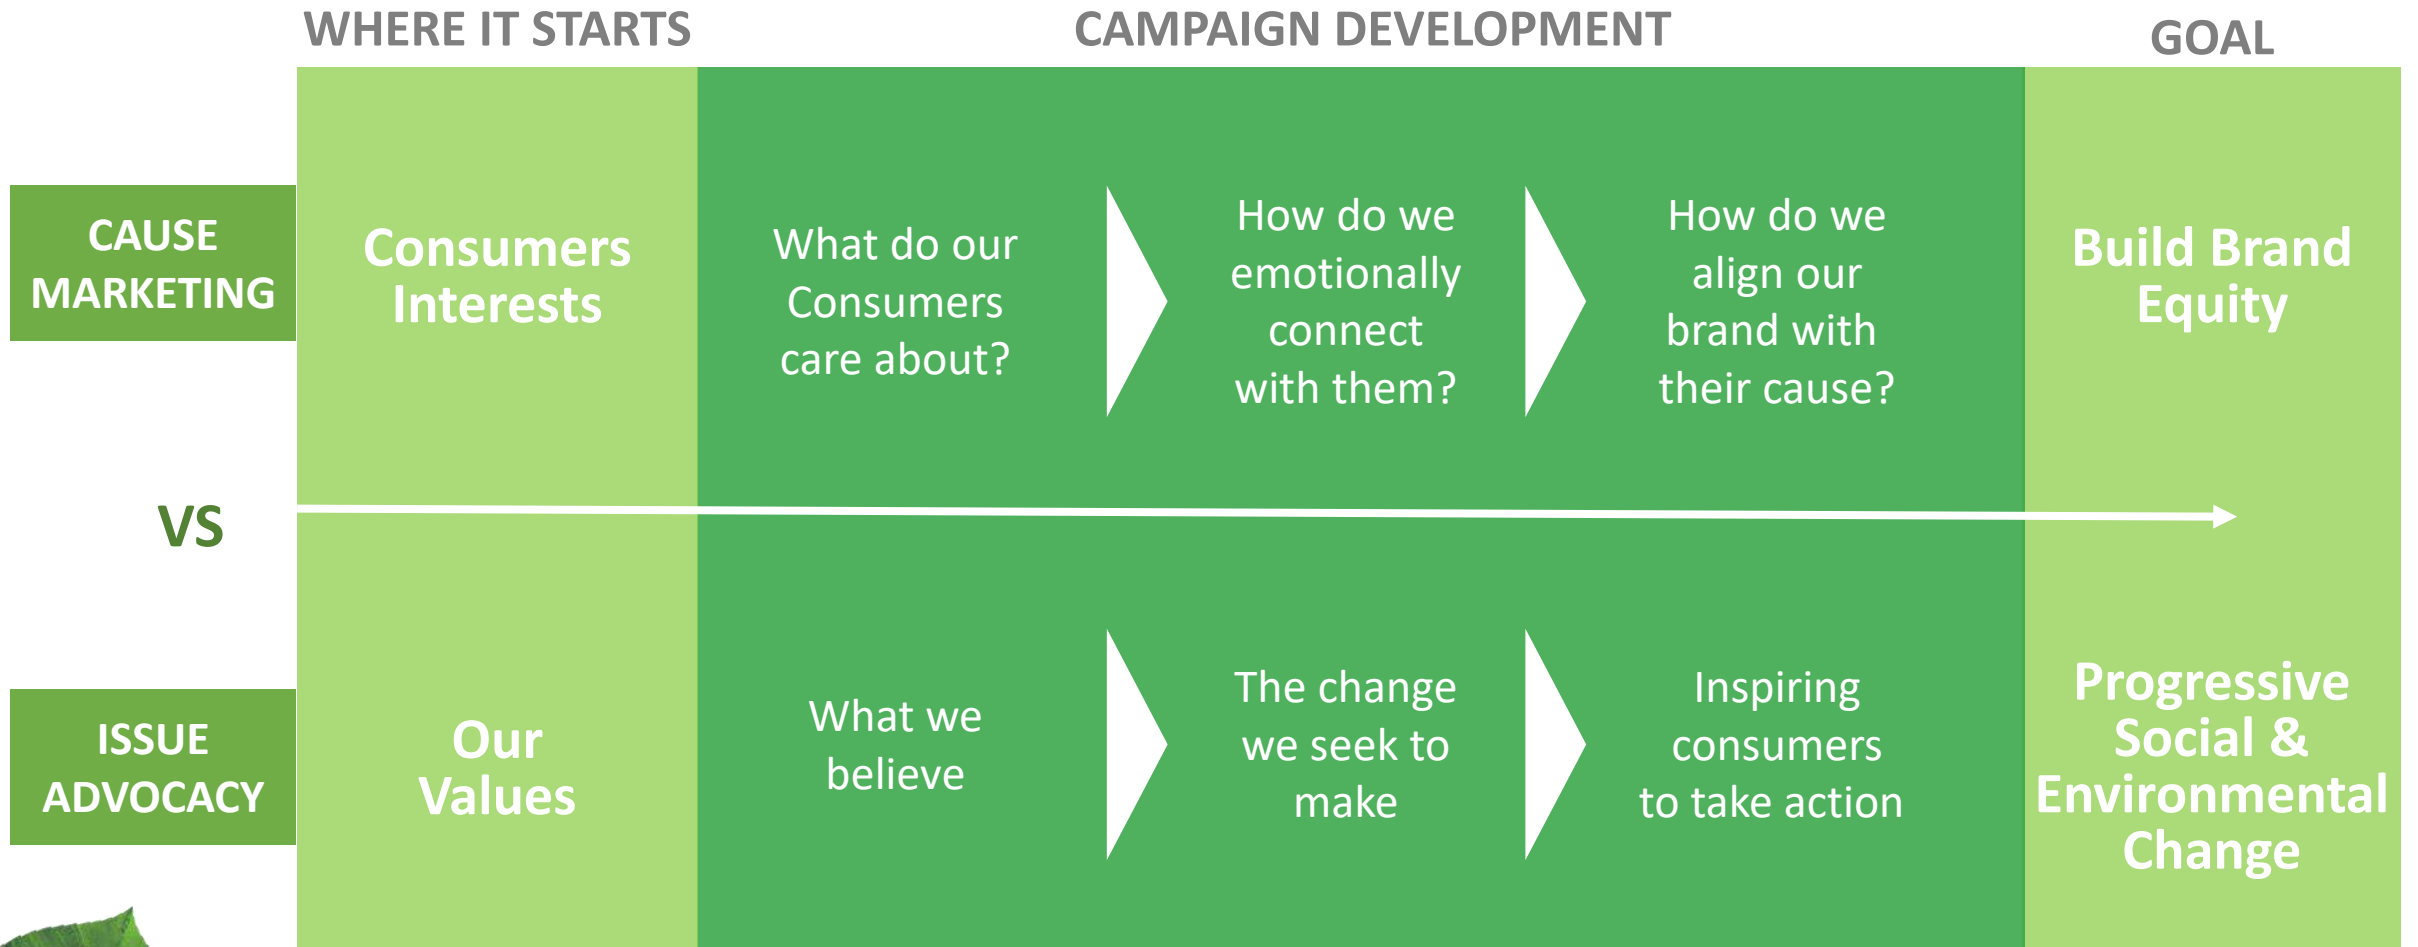 WHERE IT STARTS
CAMPAIGN DEVELOPMENT
GOAL
CAUSE
MARKETING
Consumers
Interests
What do our
Consumers
care about?
How do we
emotionally
connect
with them?
How do we
align our
brand with
their cause?
Build Brand
Equity
VS
ISSUE
ADVOCACY
Our
Values
What we
believe
The change
we seek to
make
Inspiring
consumers
to take action
Progressive
Social &
Environmental
Change